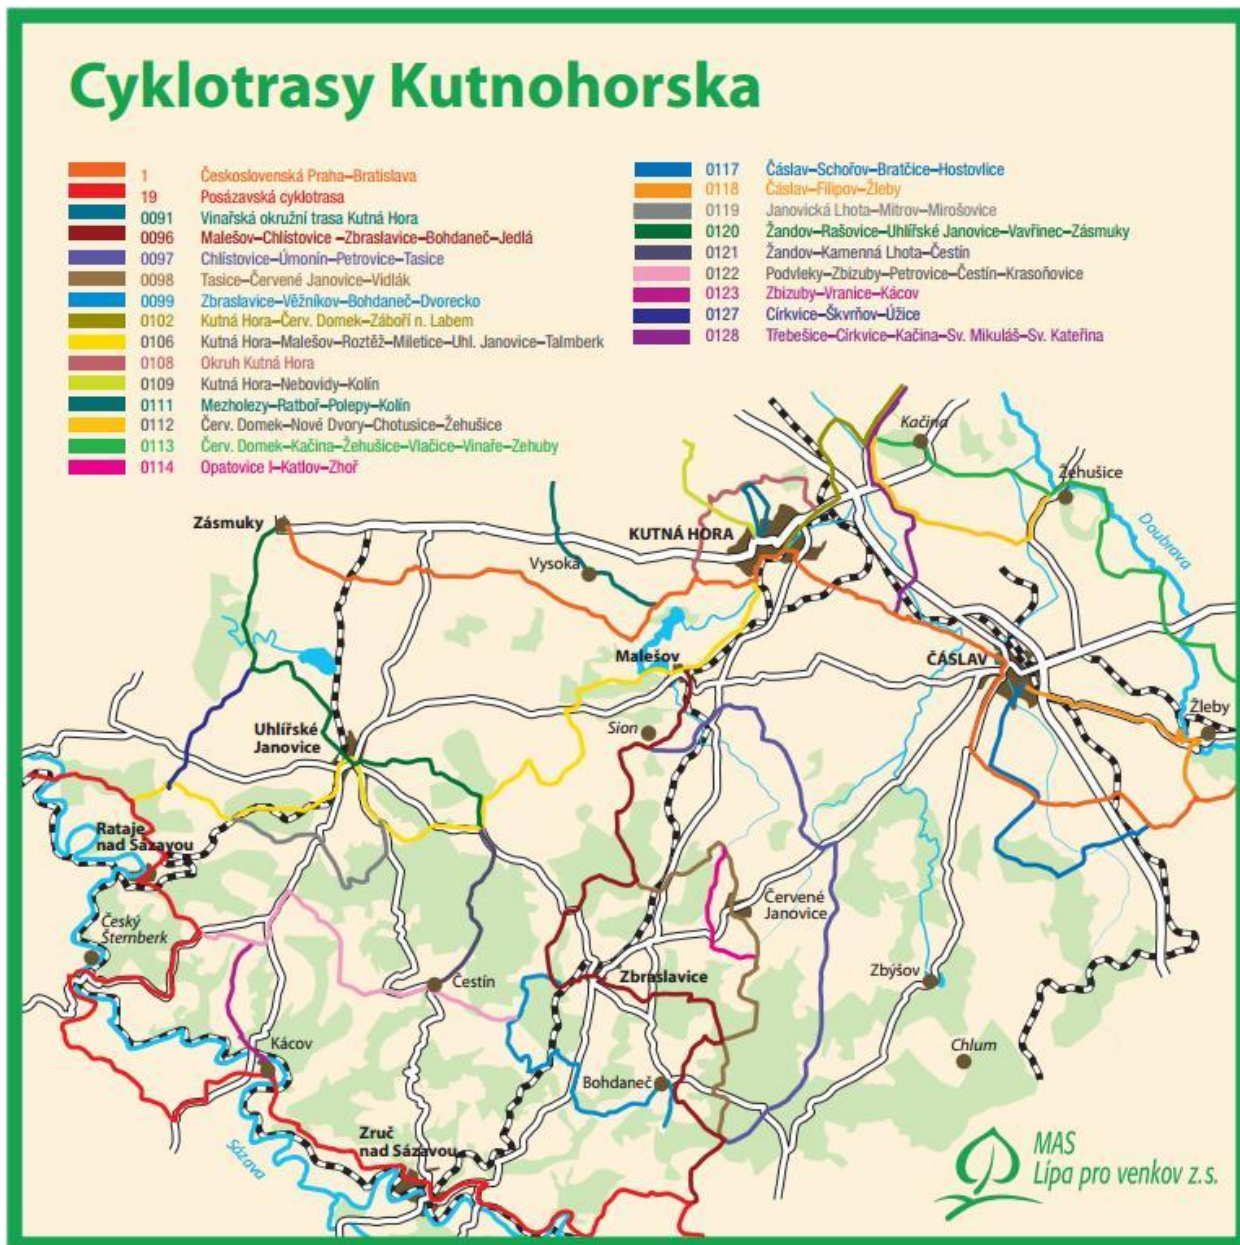 Cyklotrasy Kutnohorska
1 Československá Praha–Bratislava
19 Posázavská cyklotrasa
0091 Vinařská okružní trasa Kutná Hora
0096 Malešov–Chlístovice –Zbraslavice–Bohdaneč–Jedlá
0097 Chlístovice–Úmonín–Petrovice–Tasice
0098 Tasice–Červené Janovice–Vidlák
0099 Zbraslavice–Věžníkov–Bohdaneč–Dvorecko
0102 Kutná Hora–Červ. Domek–Záboří n. Labem
0106 Kutná Hora–Malešov–Roztěž–Miletice–Uhl. Janovice–Talmberk
0108 Okruh Kutná Hora
0109 Kutná Hora–Nebovidy–Kolín
0111 Mezholezy–Ratboř–Polepy–Kolín
0112 Červ. Domek–Nové Dvory–Chotusice–Žehušice
0113 Červ. Domek–Kačina–Žehušice–Vlačice–Vinaře–Zehuby
0114 Opatovice I–Katlov–Zhoř
0117 Čáslav–Schořov–Bratčice–Hostovlice
0118 Čáslav–Filipov–Žleby
0119 Janovická Lhota–Mitrov–Mirošovice
0120 Žandov–Rašovice–Uhlířské Janovice–Vavřinec–Zásmuky
0121 Žandov–Kamenná Lhota–Čestín
0122 Podvleky–Zbizuby–Petrovice–Čestín–Krasoňovice
0123 Zbizuby–Vranice–Kácov
0127 Církvice–Škvrňov–Úžice
0128 Třebešice–Církvice–Kačina–Sv. Mikuláš–Sv. Kateřina
Kačina
Žehušice
Doubrava
Zásmuky
KUTNÁ HORA
Vysoka
Malešov
ČÁSLAV
Žleby
Sion
Uhlířské
Janovice
Rataje
nad Sázavou
Červené
Janovice
Český
Šternberk
Čestín
Zbraslavice
Zbýšov
Kácov
Chlum
Bohdaneč
Zruč
nad Sázavou
Sázava
MAS
Lípa pro venkov z.s.